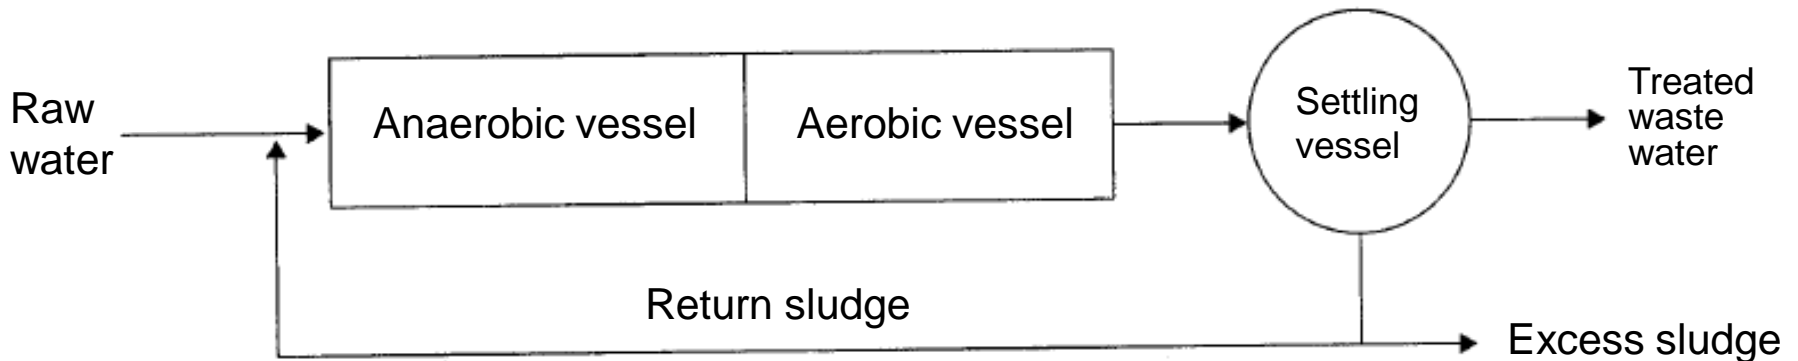 Raw
water
Anaerobic vessel
Aerobic vessel
Settling
vessel
Treated
waste
water
Return sludge
Excess sludge